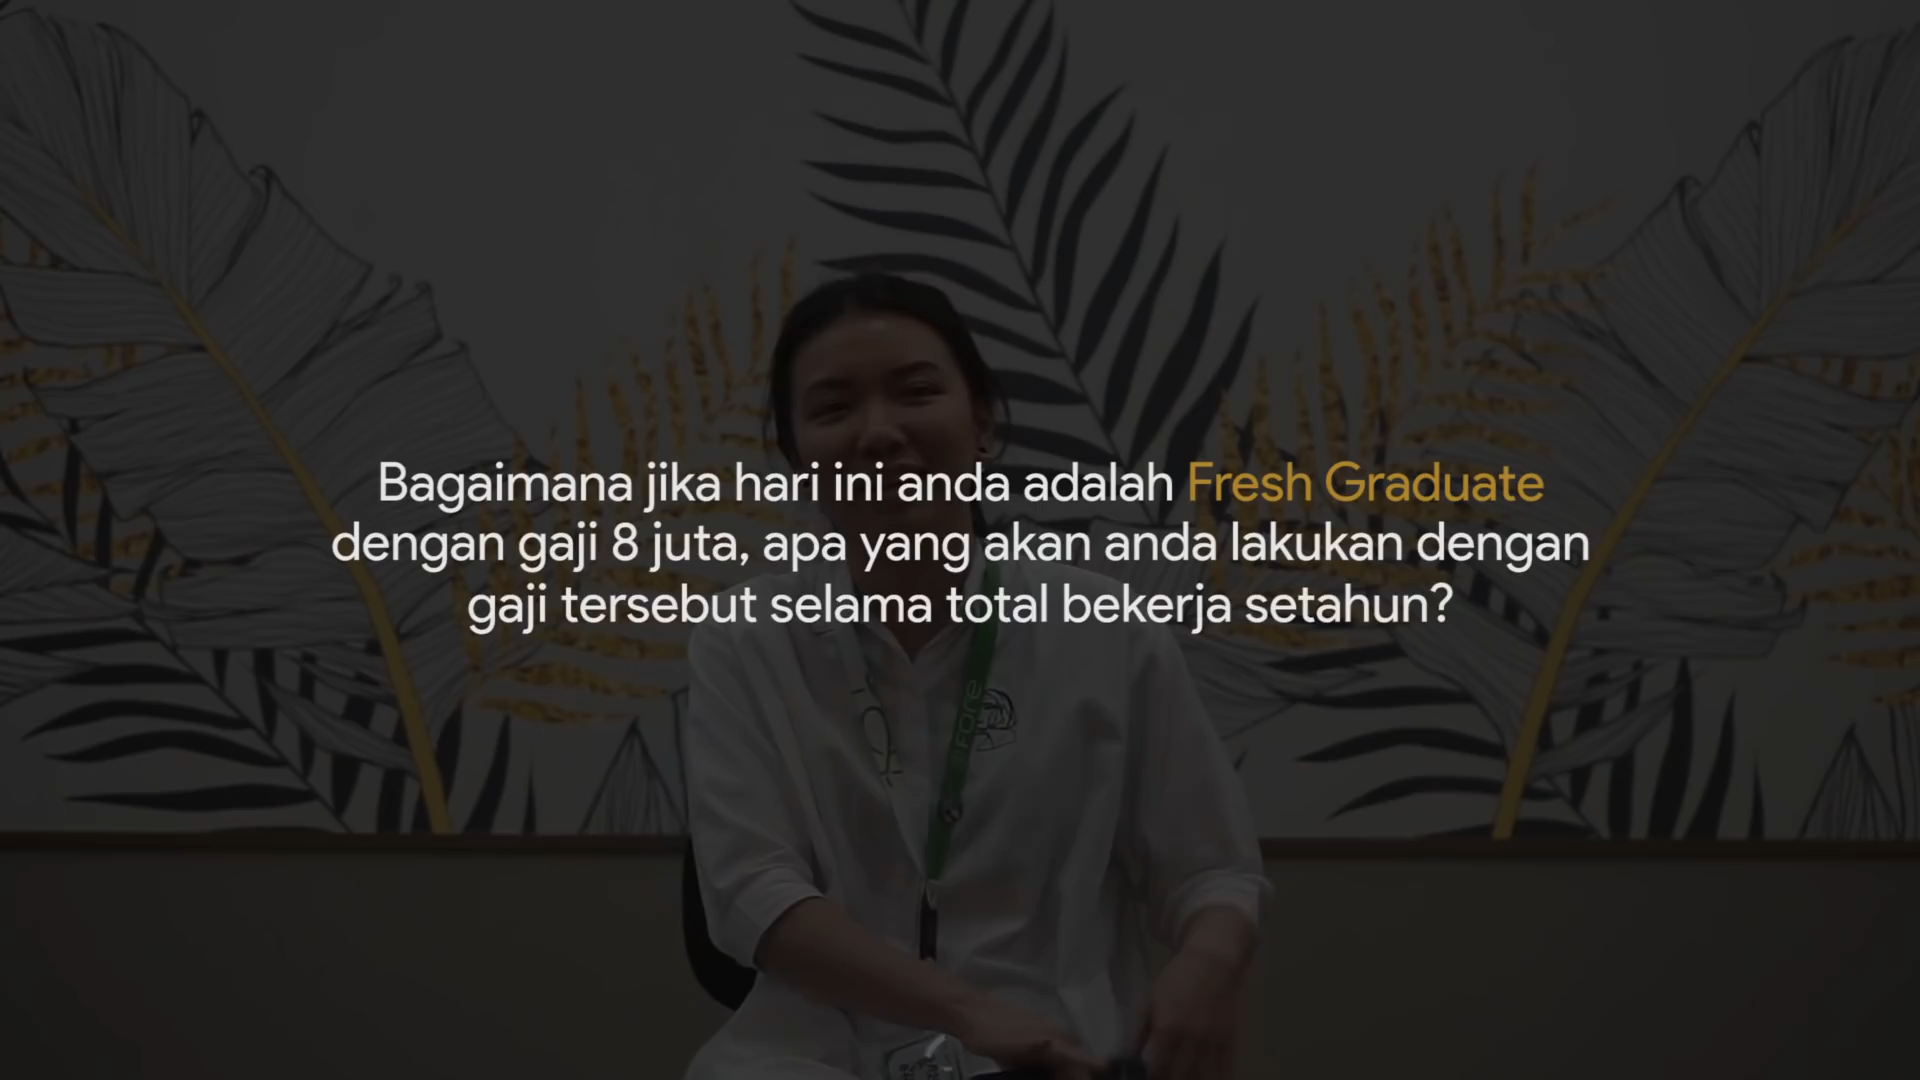 Bagaimana jika hari ini anda adalah Fresh Graduate
dengan gaji 8 juta, apa yang akan anda lakukan dengan
gaji tersebut selama total bekerja setahun?
FORE